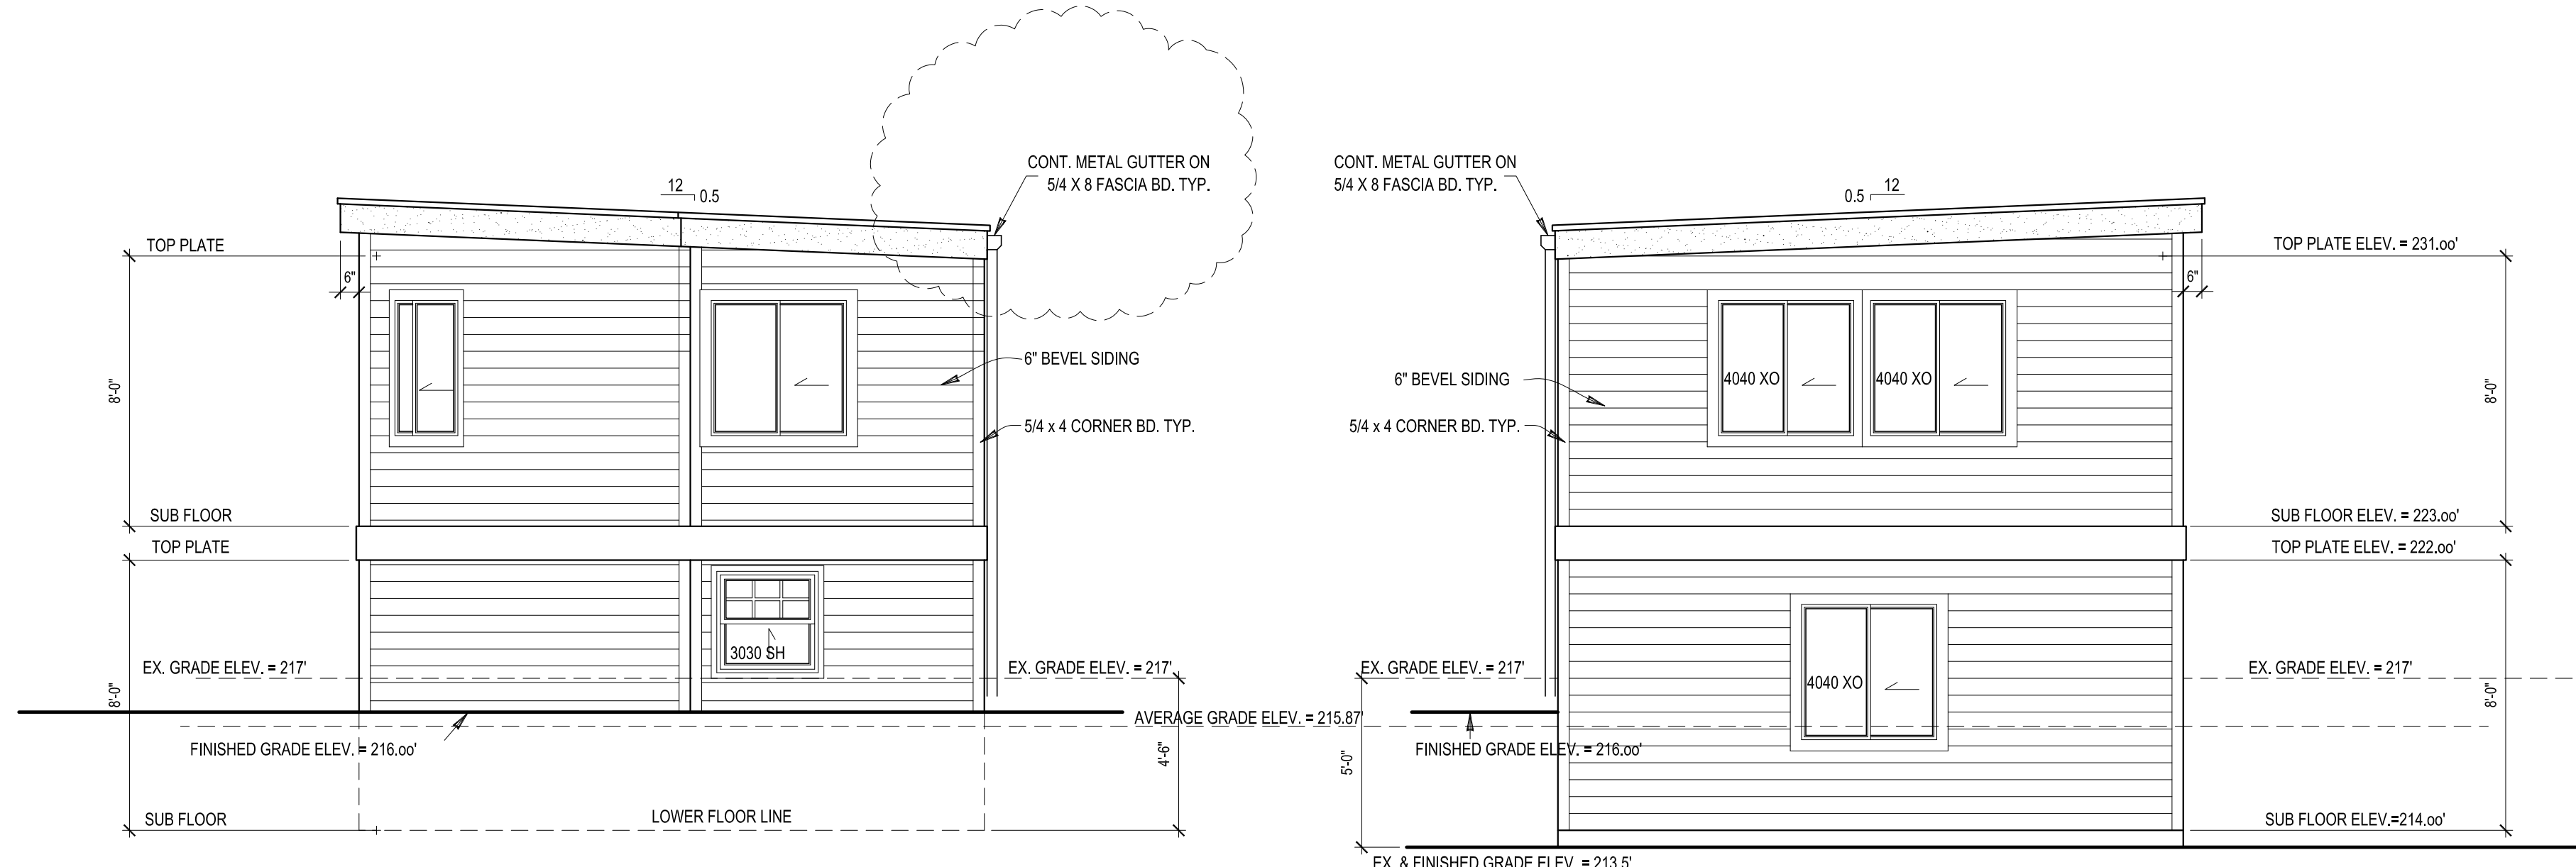 CONT. METAL GUTTER ON
5/4 X 8 FASCIA BD. TYP.
12
0.5
TOP PLATE
6"
8'-0"
6" BEVEL SIDING
5/4 x 4 CORNER BD. TYP.
SUB FLOOR
TOP PLATE
3030 SH
EX. GRADE ELEV. = 217'
EX. GRADE ELEV. = 217'
8'-0"
AVERAGE GRADE ELEV. = 215.87'
FINISHED GRADE ELEV. = 216.oo'
4'-6"
SUB FLOOR
LOWER FLOOR LINE
CONT. METAL GUTTER ON
5/4 X 8 FASCIA BD. TYP.
12
0.5
TOP PLATE ELEV. = 231.oo'
6"
4040 XO
4040 XO
6" BEVEL SIDING
8'-0"
5/4 x 4 CORNER BD. TYP.
SUB FLOOR ELEV. = 223.oo'
TOP PLATE ELEV. = 222.oo'
EX. GRADE ELEV. = 217'
EX. GRADE ELEV. = 217'
4040 XO
8'-0"
FINISHED GRADE ELEV. = 216.oo'
5'-0"
SUB FLOOR ELEV.=214.oo'
EX. & FINISHED GRADE ELEV. = 213.5'